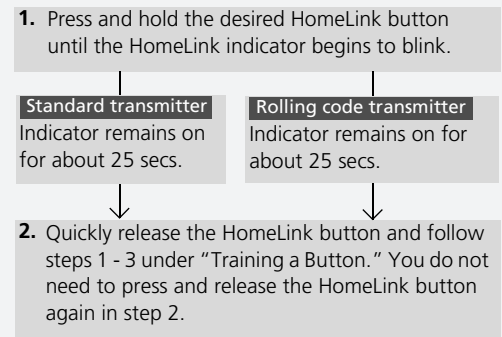 1. Press and hold the desired HomeLink button
until the HomeLink indicator begins to blink.
Standard transmitter
Indicator remains on
for about 25 secs.
Rolling code transmitter
Indicator remains on for
about 25 secs.
2. Quickly release the HomeLink button and follow
steps 1 - 3 under “Training a Button.” You do not
need to press and release the HomeLink button
again in step 2.